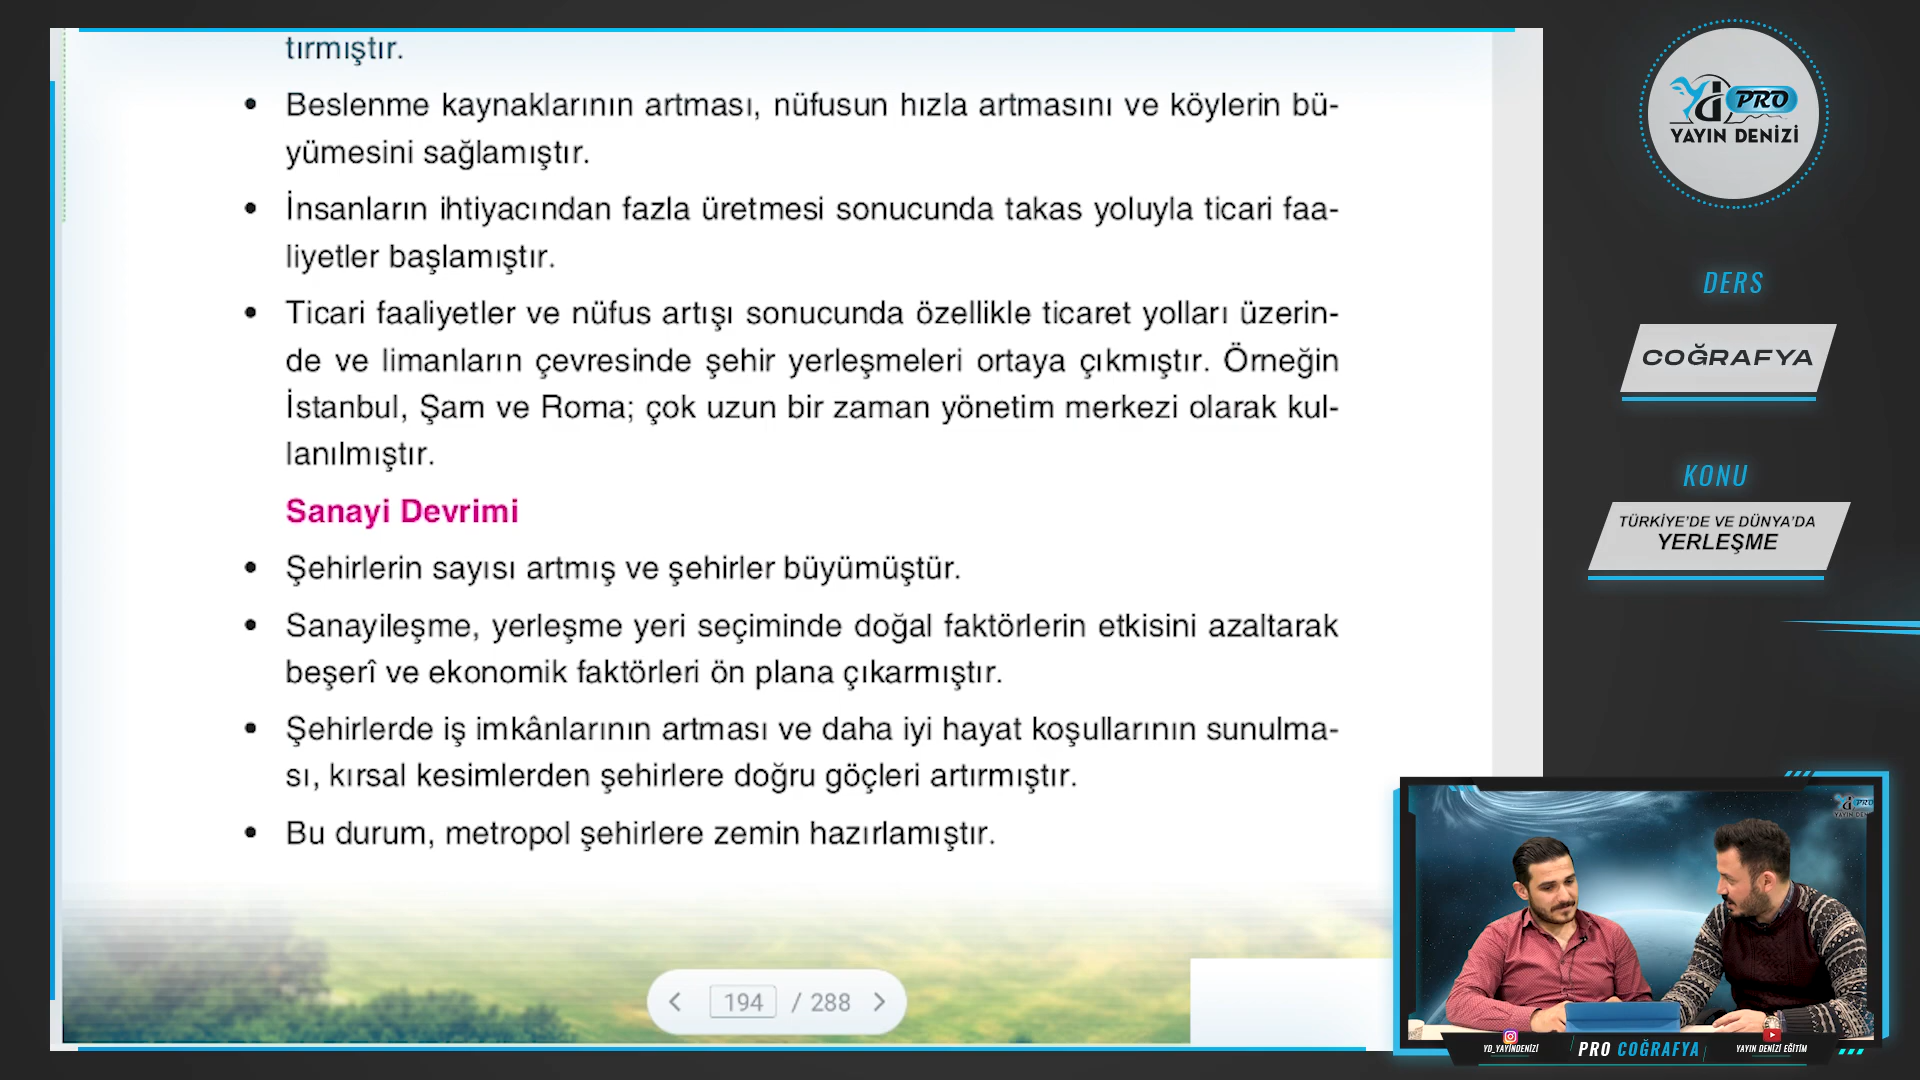 tırmıştır.
• Beslenme kaynaklarının artması, nüfusun hızla artmasını ve köylerin bü-
yümesini sağlamıştır.
• İnsanların ihtiyacından fazla üretmesi sonucunda takas yoluyla ticari faa-
liyetler başlamıştır.
• Ticari faaliyetler ve nüfus artışı sonucunda özellikle ticaret yolları üzerin-
de ve limanların çevresinde şehir yerleşmeleri ortaya çıkmıştır. Örneğin
İstanbul, Şam ve Roma; çok uzun bir zaman yönetim merkezi olarak kul-
lanılmıştır.
Sanayi Devrimi
• Şehirlerin sayısı artmış ve şehirler büyümüştür.
• Sanayileşme, yerleşme yeri seçiminde doğal faktörlerin etkisini azaltarak
beşerî ve ekonomik faktörleri ön plana çıkarmıştır.
• Şehirlerde iş imkânlarının artması ve daha iyi hayat koşullarının sunulma-
sı, kırsal kesimlerden şehirlere doğru göçleri artırmıştır.
• Bu durum, metropol şehirlere zemin hazırlamıştır.
194 / 288
yd PRO
YAYIN DENİZİ
DERS
COĞRAFYA
KONU
TÜRKİYE'DE VE DÜNYA'DA
YERLEŞME
PRO
YD_YAYINDENİZİ
PRO COĞRAFYA
YAYIN DENİZİ EĞİTİM